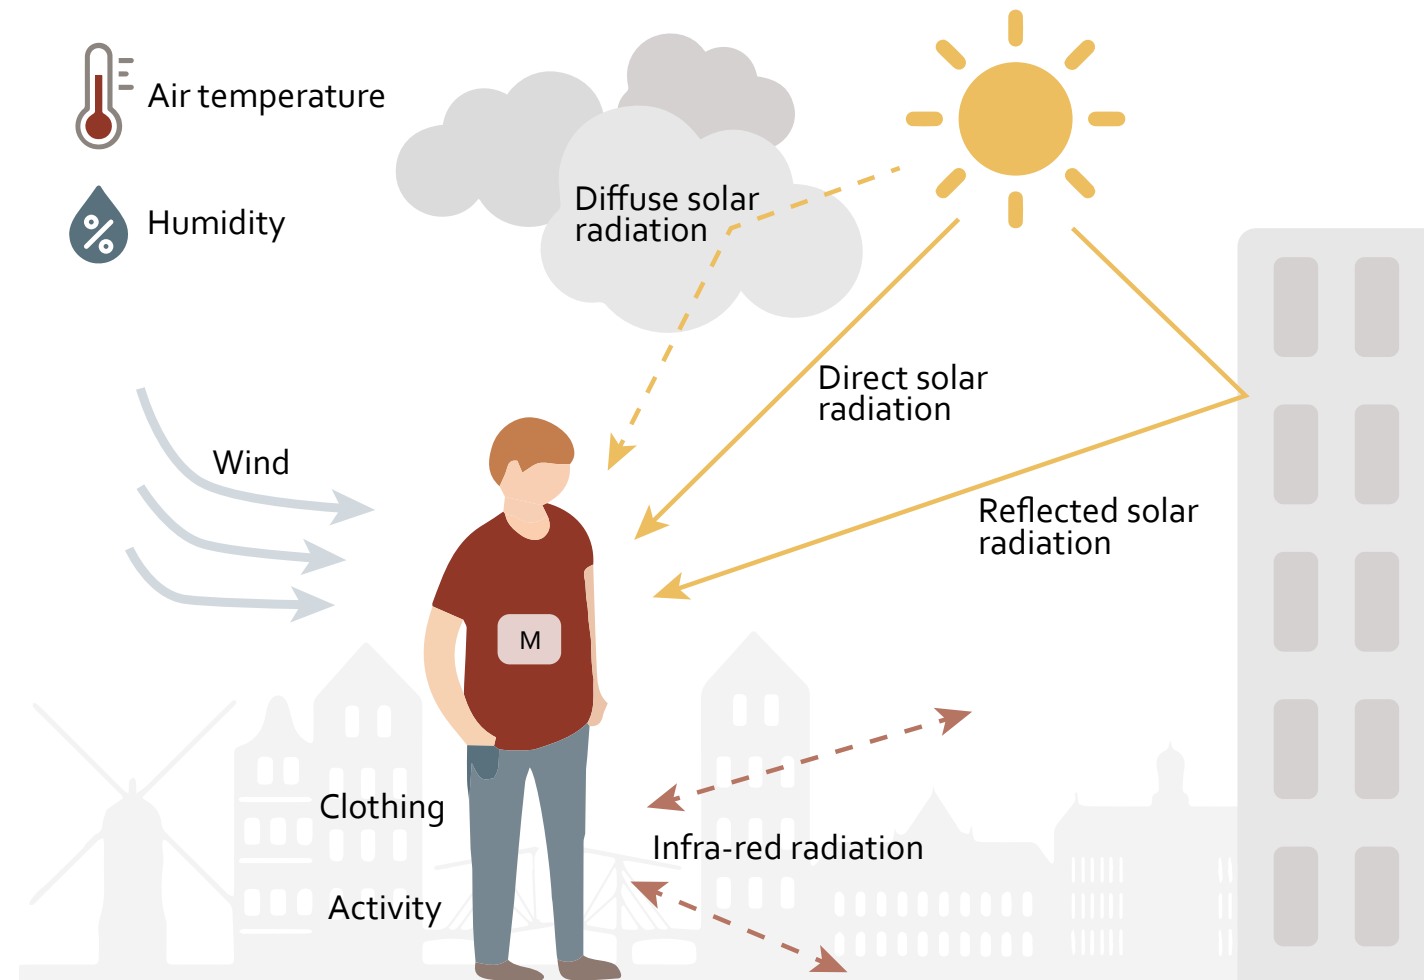 Air temperature
Humidity
%
Diffuse solar
radiation
Direct solar
radiation
Wind
Reflected solar
radiation
M
Clothing
Infra-red radiation
Activity